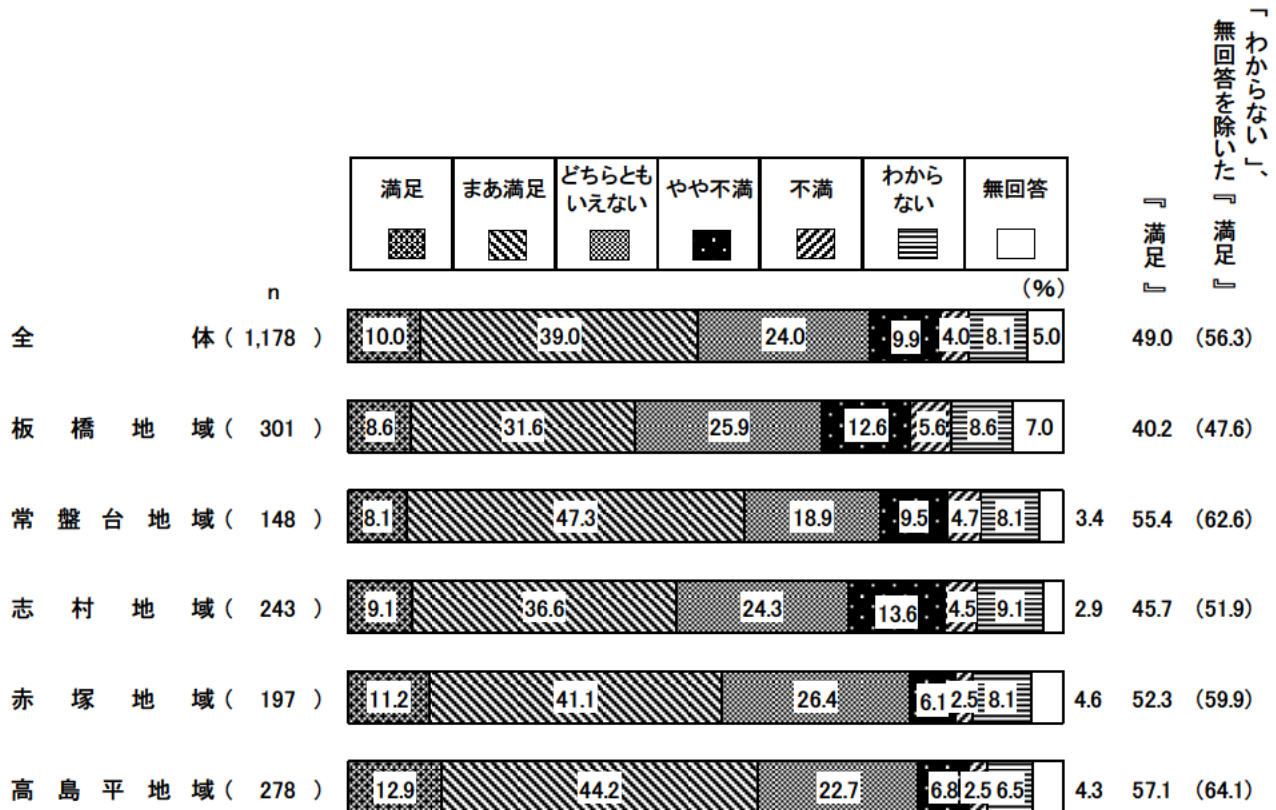 「わからない」、
無回答を除いた『満足』
『満足』
満足 まあ満足 どちらとも いえない やや不満 不満 わから ない 無回答
n
(%)
全体( 1,178 ) 10.0 39.0 24.0 9.9 4.0 8.1 5.0 49.0 (56.3)
板橋地域( 301 ) 8.6 31.6 25.9 12.6 5.6 8.6 7.0 40.2 (47.6)
常盤台地域( 148 ) 8.1 47.3 18.9 9.5 4.7 8.1 3.4 55.4 (62.6)
志村地域( 243 ) 9.1 36.6 24.3 13.6 4.5 9.1 2.9 45.7 (51.9)
赤塚地域( 197 ) 11.2 41.1 26.4 6.1 2.5 8.1 4.6 52.3 (59.9)
高島平地域( 278 ) 12.9 44.2 22.7 6.8 2.5 6.5 4.3 57.1 (64.1)